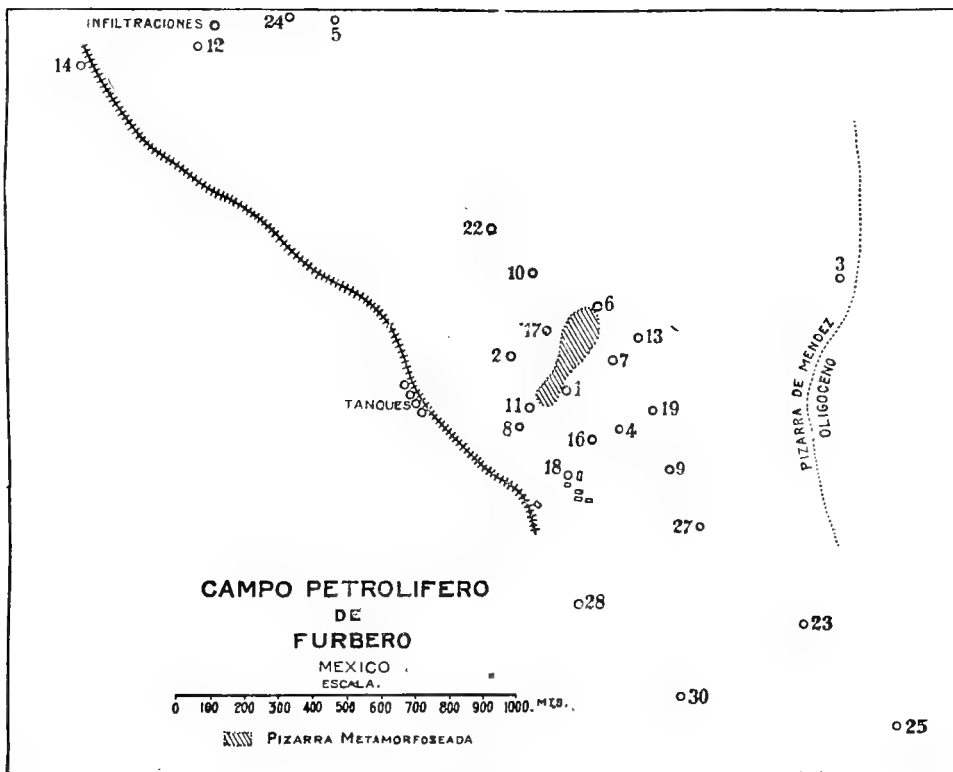 INFILTRACIONES
24
5
12
14
22
10
3
6
17
13
2
7
1
TANQUES
11
19
8
16
4
18
9
27
PIZARRA DE MENDEZ
OLIGOCENO
CAMPO PETROLIFERO
DE
FURBERO
MEXICO
ESCALA.
0 100 200 300 400 500 600 700 800 900 1000. MTS.
PIZARRA METAMORFOSEADA
28
23
30
25